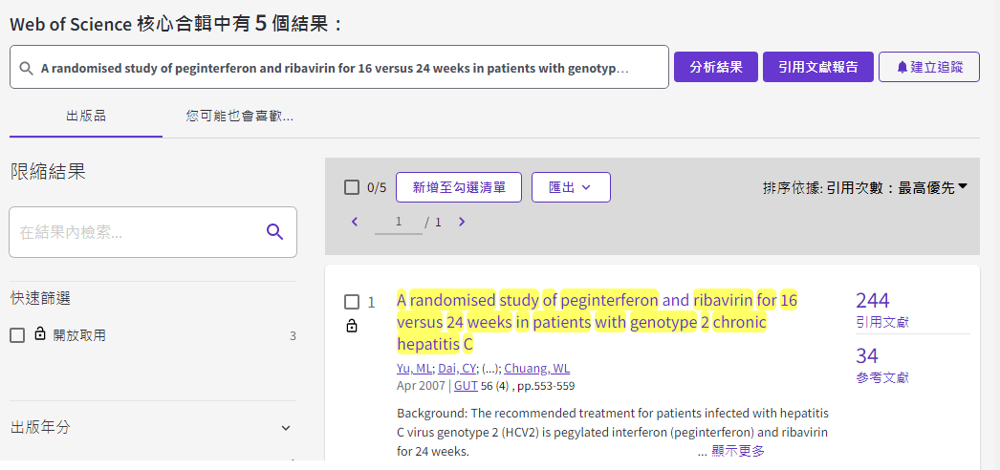 Web of Science 核心合輯中有 5 個結果：
A randomised study of peginterferon and ribavirin for 16 versus 24 weeks in patients with genotyp…
分析結果
引用文獻報告
建立追蹤
出版品
您可能也會喜歡...
限縮結果
在結果內檢索...
快速篩選
開放取用
3
出版年分
0/5
新增至勾選清單
匯出
排序依據: 引用次數：最高優先
1 / 1
1
A randomised study of peginterferon and ribavirin for 16
versus 24 weeks in patients with genotype 2 chronic
hepatitis C
Yu, ML; Dai, CY; (...); Chuang, WL
Apr 2007 | GUT 56 (4) , pp.553-559
Background: The recommended treatment for patients infected with hepatitis
C virus genotype 2 (HCV2) is pegylated interferon (peginterferon) and ribavirin
for 24 weeks.
... 顯示更多
244
引用文獻
34
參考文獻